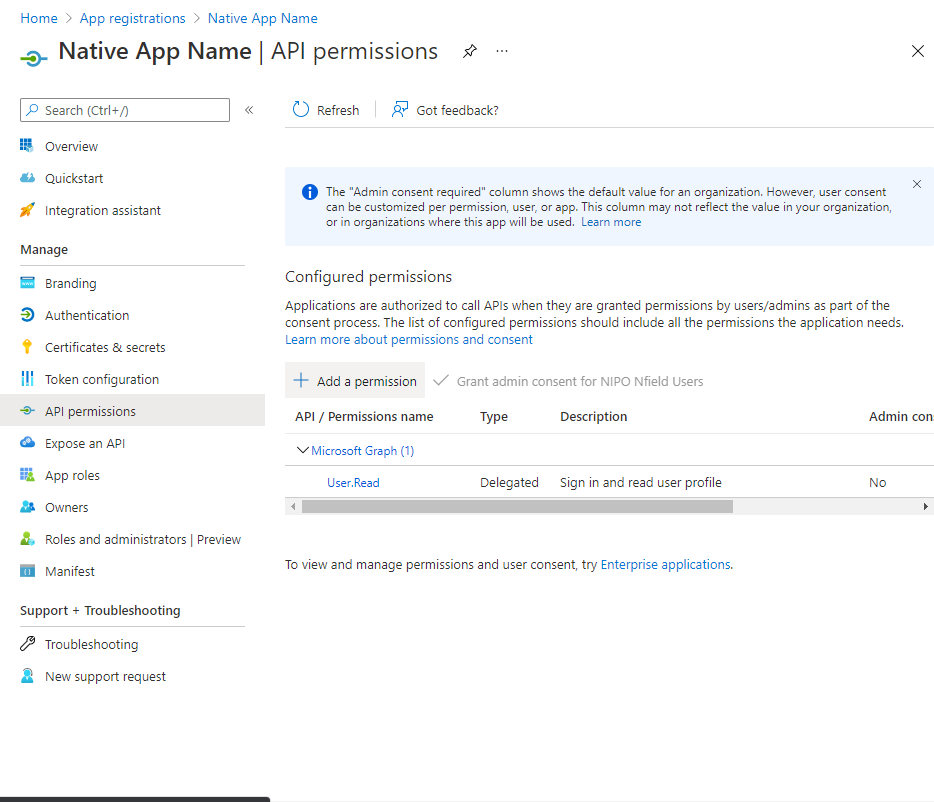 Home > App registrations > Native App Name
Native App Name | API permissions ...
Search (Ctrl+/) «
Refresh Got feedback?
Overview
Quickstart
Integration assistant
Manage
Branding
Authentication
Certificates & secrets
Token configuration
API permissions
Expose an API
App roles
Owners
Roles and administrators | Preview
Manifest
Support + Troubleshooting
Troubleshooting
New support request
The "Admin consent required" column shows the default value for an organization. However, user consent
can be customized per permission, user, or app. This column may not reflect the value in your organization,
or in organizations where this app will be used. Learn more
Configured permissions
Applications are authorized to call APIs when they are granted permissions by users/admins as part of the
consent process. The list of configured permissions should include all the permissions the application needs.
Learn more about permissions and consent
Add a permission Grant admin consent for NIPO Nfield Users
API / Permissions name Type Description Admin con
Microsoft Graph (1)
User.Read Delegated Sign in and read user profile No
To view and manage permissions and user consent, try Enterprise applications.